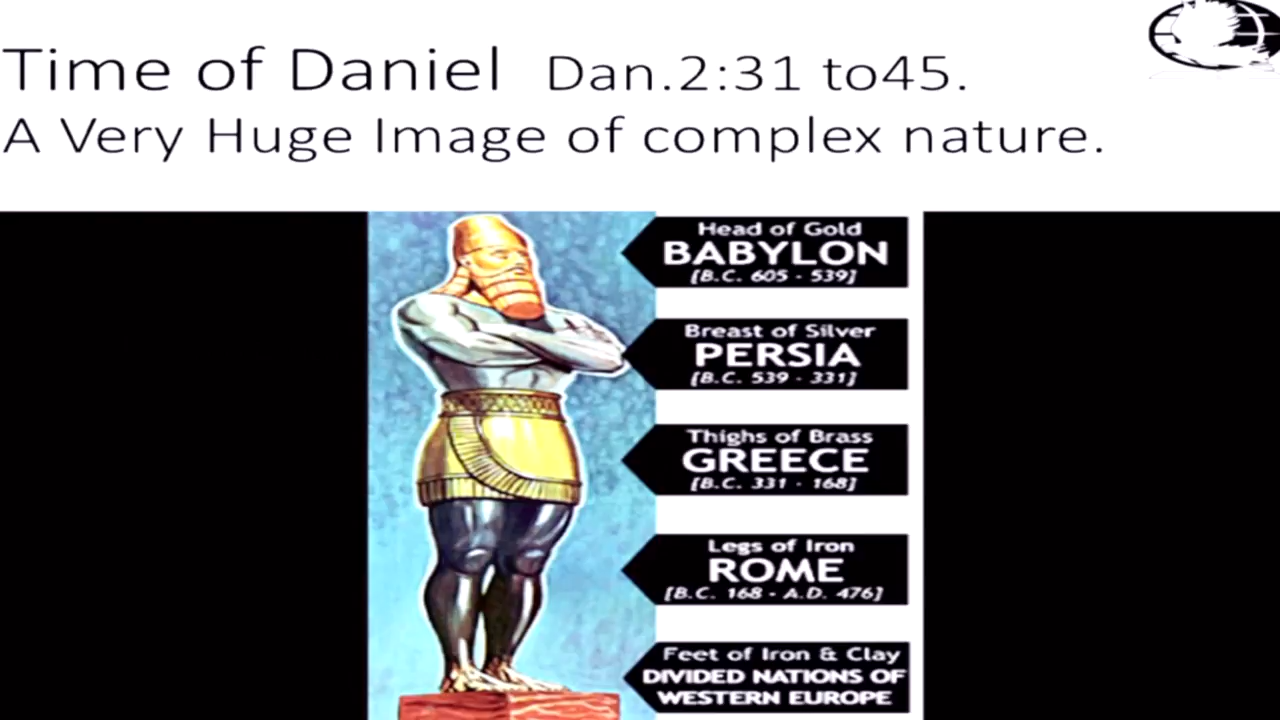 Time of Daniel Dan.2:31 to45.
A Very Huge Image of complex nature.
Head of Gold
BABYLON
[B.C. 605 - 539]
Breast of Silver
PERSIA
[B.C. 539 - 331]
Thighs of Brass
GREECE
[B.C. 331 - 168]
Legs of Iron
ROME
[B.C. 168 - A.D. 476]
Feet of Iron & Clay
DIVIDED NATIONS OF
WESTERN EUROPE